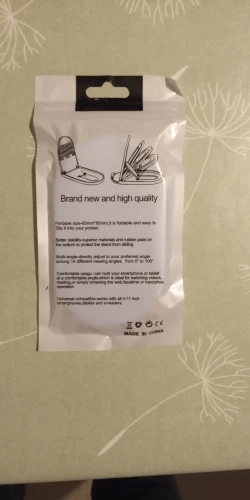 Brand new and high quality
Portable size-65mm*95mm,it is foldable and easy to
Slip it into your pocket
Better stability-superior materials and rubber pads on
the bottom to protect the stand from sliding.
Multi-angle-directly adjust to your preferred angle
among 14 different viewing angles, from 0° to 100°
Comfortable usage -can hold your smartphone or tablet
at a comfortable angle,which is ideal for watching videos,
reading,or simply browsing the web,facetime or handsfree
operation
Universal compatible-works with all 4-11 inch
smartphones,tablets and e-readers.
CE
MADE IN CHINA